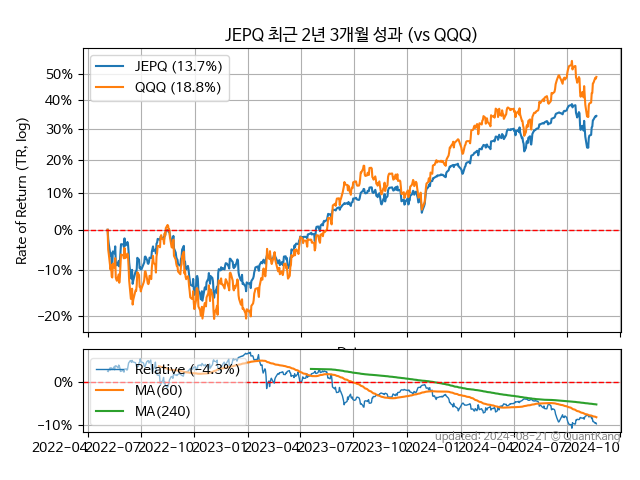 JEPQ 최근 2년 3개월 성과 (vs QQQ)
Rate of Return (TR, log)
50%
40%
30%
20%
10%
0%
−10%
−20%
JEPQ (13.7%)
QQQ (18.8%)
0%
−10%
Relative (−4.3%)
MA(60)
MA(240)
updated: 2024-08-21 © QuantKang
2022-04 2022-07 2022-10 2023-01 2023-04 2023-07 2023-10 2024-01 2024-04 2024-07 2024-10